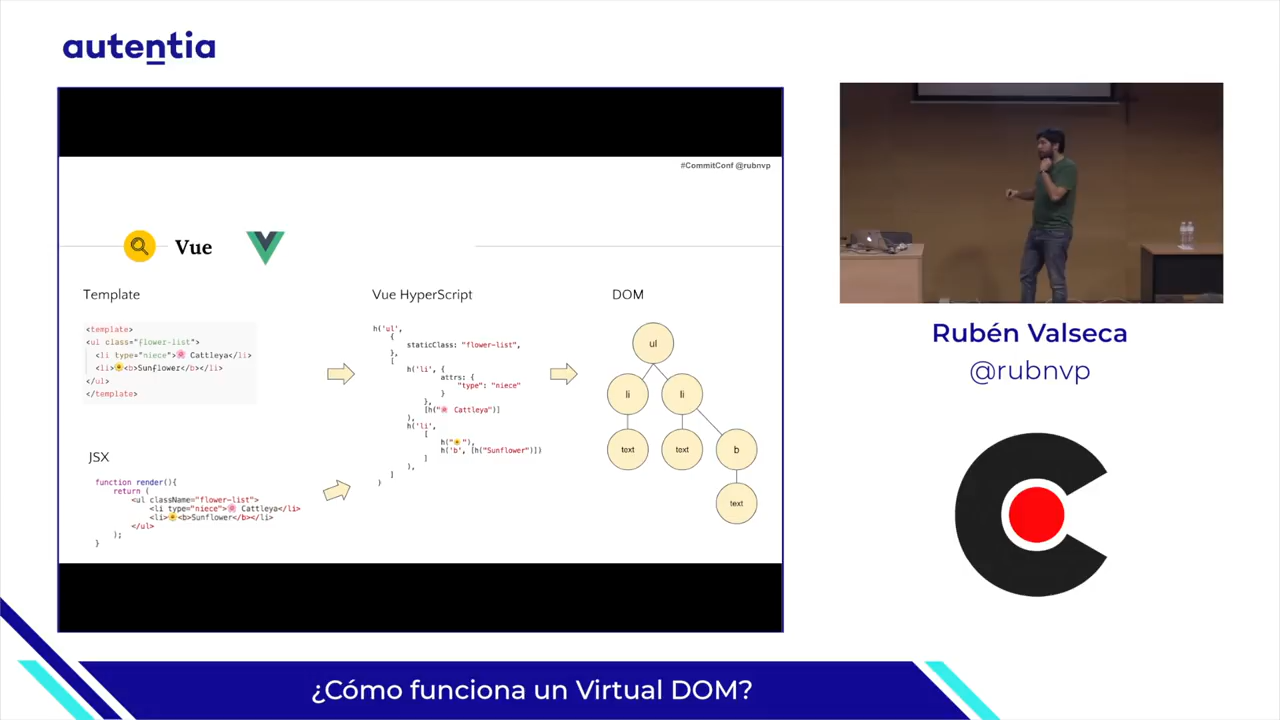 autentia
#CommitConf @rubnvp
Vue
Template
<template>
<ul class="flower-list">
<li type="niece">🌸 Cattleya</li>
<li>🌻<b>Sunflower</b></li>
</ul>
</template>
JSX
function render(){
return (
<ul className="flower-list">
<li type="niece">🌸 Cattleya</li>
<li>🌻<b>Sunflower</b></li>
</ul>
);
}
Vue HyperScript
h('ul',
{
staticClass: "flower-list",
},
[
h('li', {
attrs: {
"type": "niece"
}
},
[h("🌸 Cattleya")]
),
h('li',
[
h("🌻"),
h('b', [h("Sunflower")])
]
),
]
)
DOM
ul
li li
text text b
text
Rubén Valseca
@rubnvp
¿Cómo funciona un Virtual DOM?